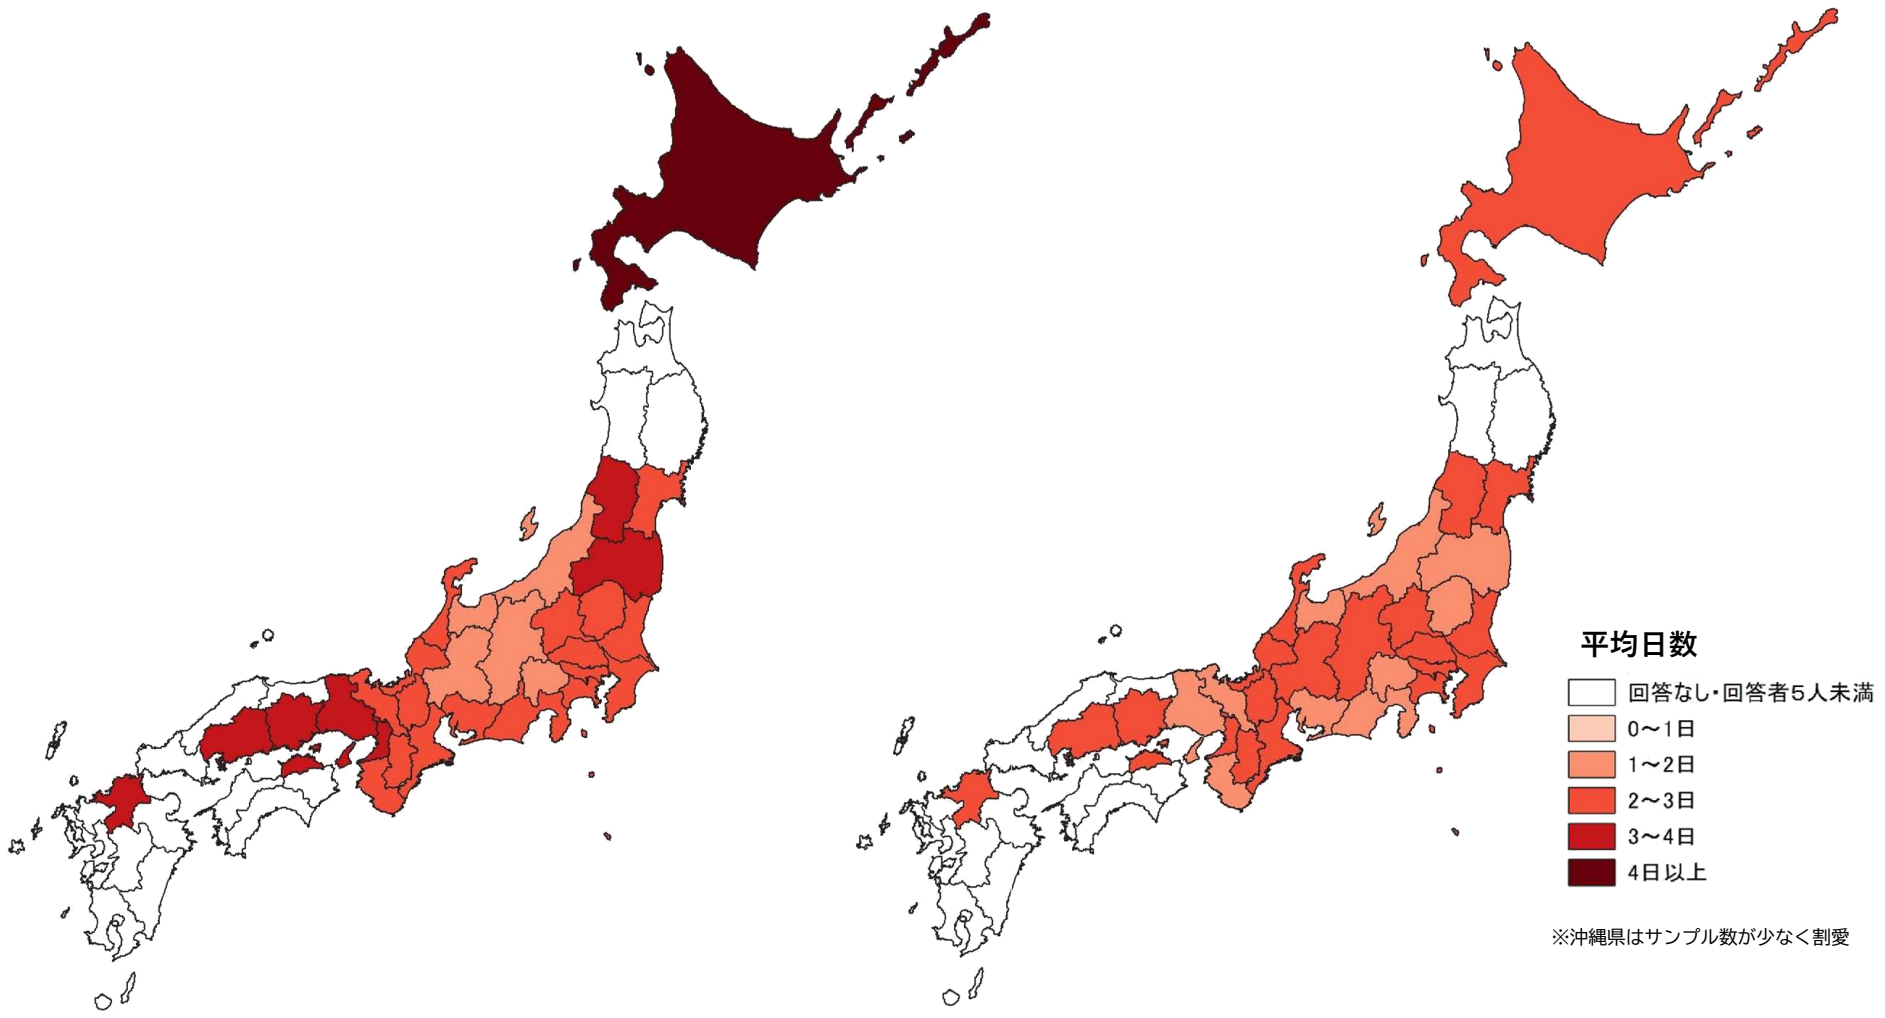 平均日数
回答なし・回答者5人未満
0～1日
1～2日
2～3日
3～4日
4日以上
※沖縄県はサンプル数が少なく割愛